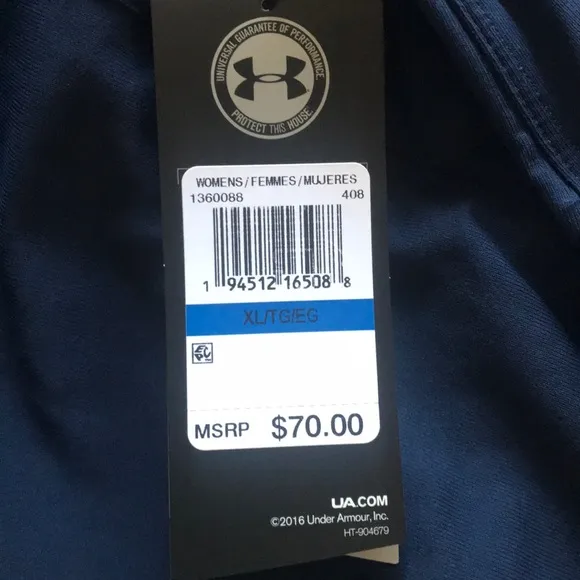 UNIVERSAL GUARANTEE OF PERFORMANCE
PROTECT THIS HOUSE
WOMENS/FEMMES/MUJERES
1360088 408
1 94512 16508 8
XL/TG/EG
MSRP $70.00
UA.COM
©2016 Under Armour, Inc.
HT-904679